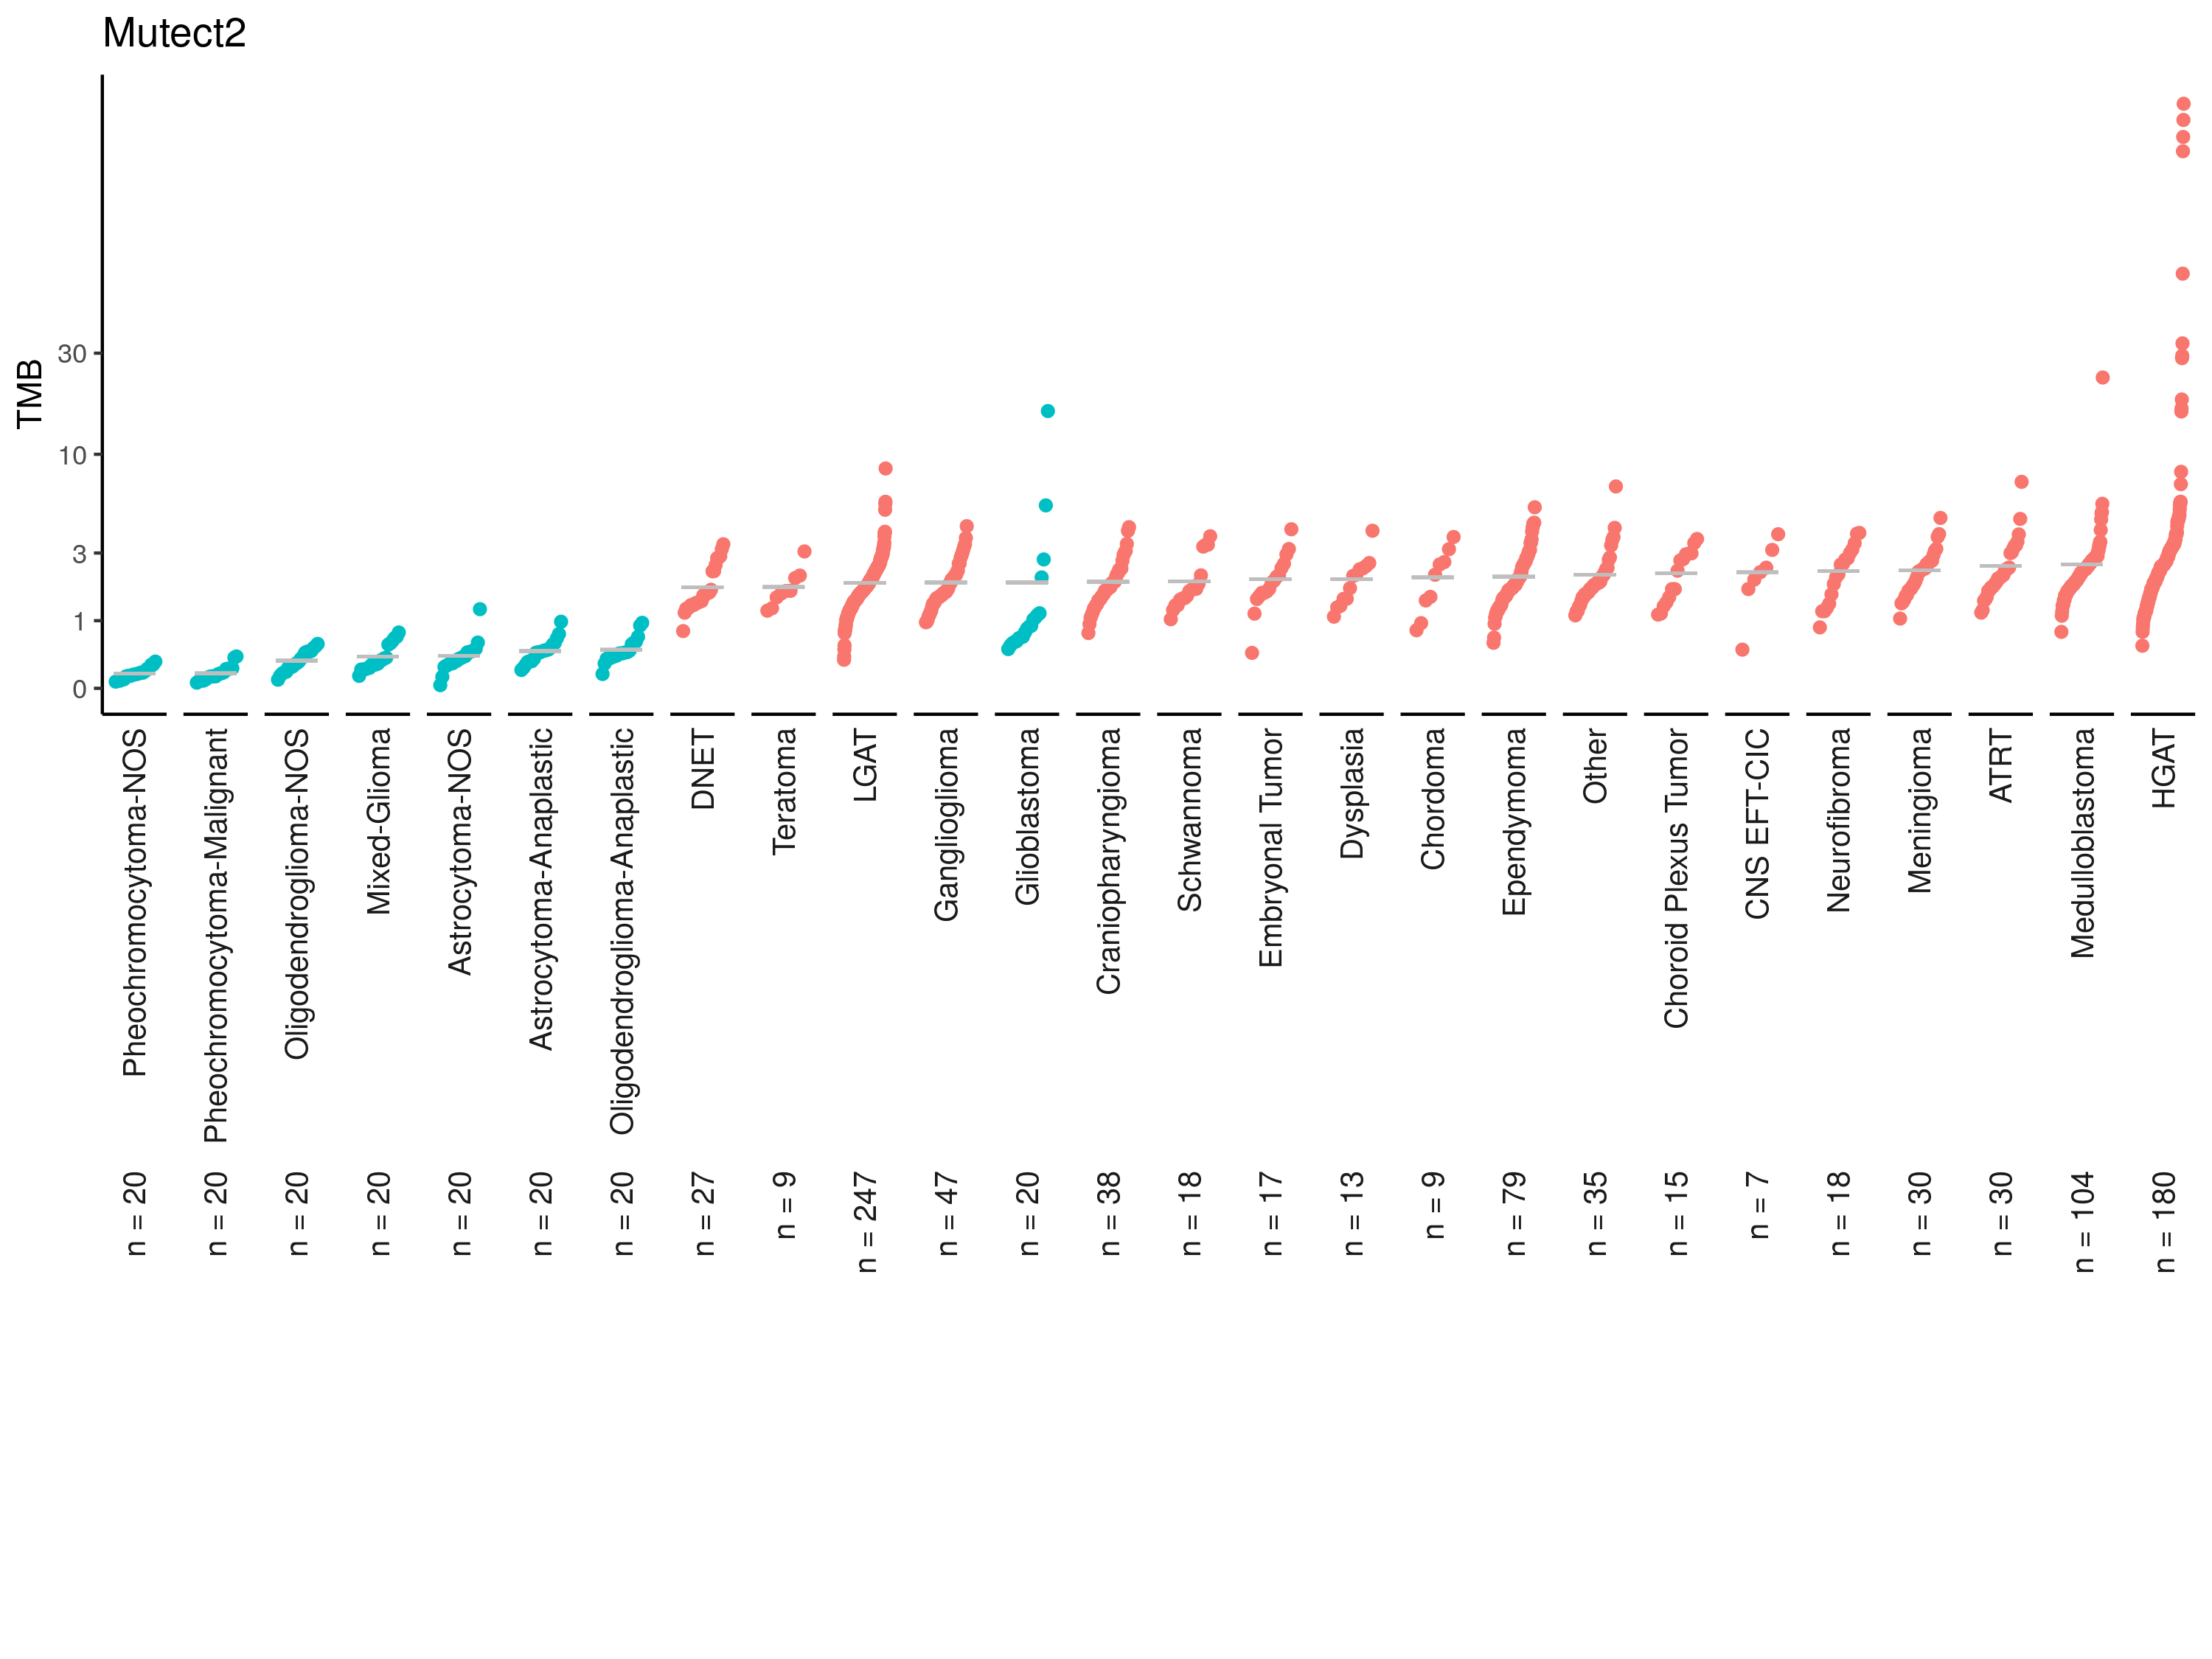 Mutect2
TMB
30
10
3
1
0
Pheochromocytoma-NOS
Pheochromocytoma-Malignant
Oligodendroglioma-NOS
Mixed-Glioma
Astrocytoma-NOS
Astrocytoma-Anaplastic
Oligodendroglioma-Anaplastic
DNET
Teratoma
LGAT
Ganglioglioma
Glioblastoma
Craniopharyngioma
Schwannoma
Embryonal Tumor
Dysplasia
Chordoma
Ependymoma
Other
Choroid Plexus Tumor
CNS EFT-CIC
Neurofibroma
Meningioma
ATRT
Medulloblastoma
HGAT
n = 20
n = 20
n = 20
n = 20
n = 20
n = 20
n = 20
n = 27
n = 9
n = 247
n = 47
n = 20
n = 38
n = 18
n = 17
n = 13
n = 9
n = 79
n = 35
n = 15
n = 7
n = 18
n = 30
n = 30
n = 104
n = 180